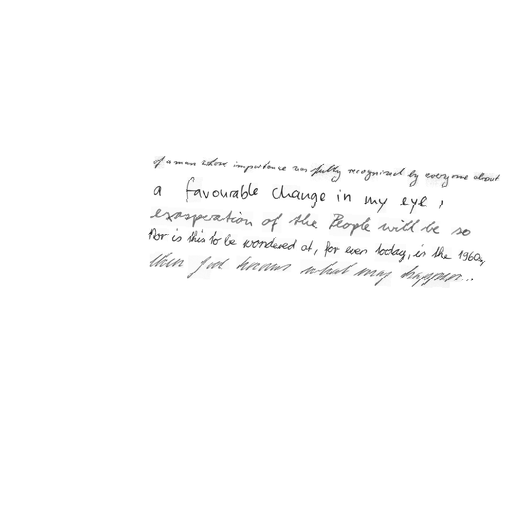 of a man whose importance was fully recognised by everyone about
a favourable change in my eye,
exasperation of the People will be so
Nor is this to be wondered at, for even today, in the 1960s,
then God knows what may happen...